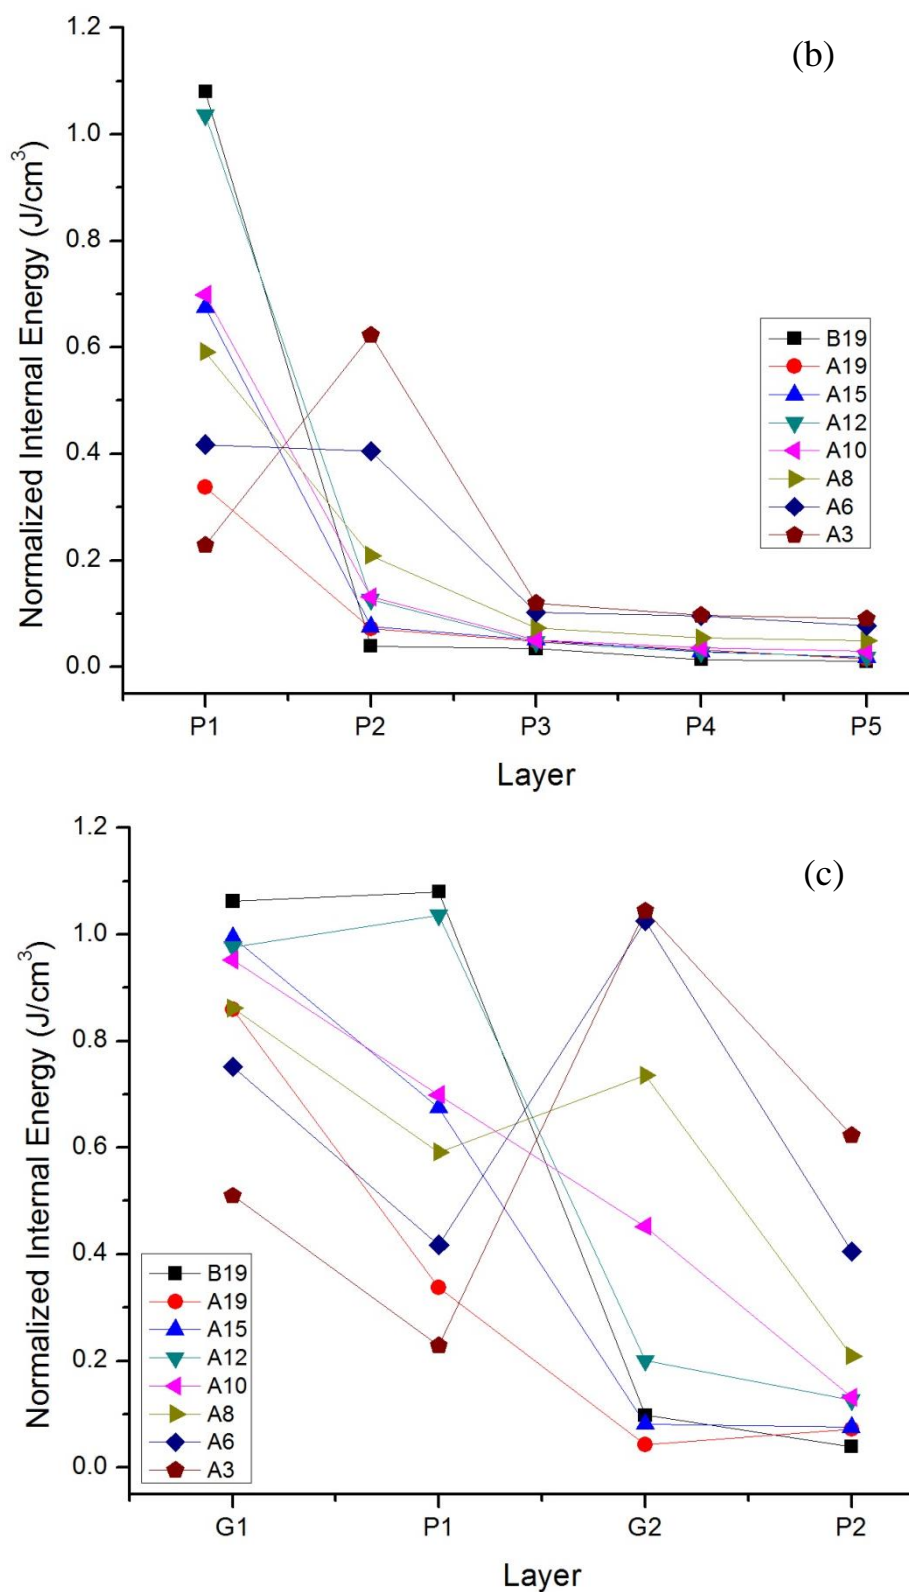 (b)
Normalized Internal Energy (J/cm³)
1.2
1.0
0.8
0.6
0.4
0.2
0.0
B19
A19
A15
A12
A10
A8
A6
A3
P1 P2 P3 P4 P5
Layer
(c)
Normalized Internal Energy (J/cm³)
1.2
1.0
0.8
0.6
0.4
0.2
0.0
B19
A19
A15
A12
A10
A8
A6
A3
G1 P1 G2 P2
Layer